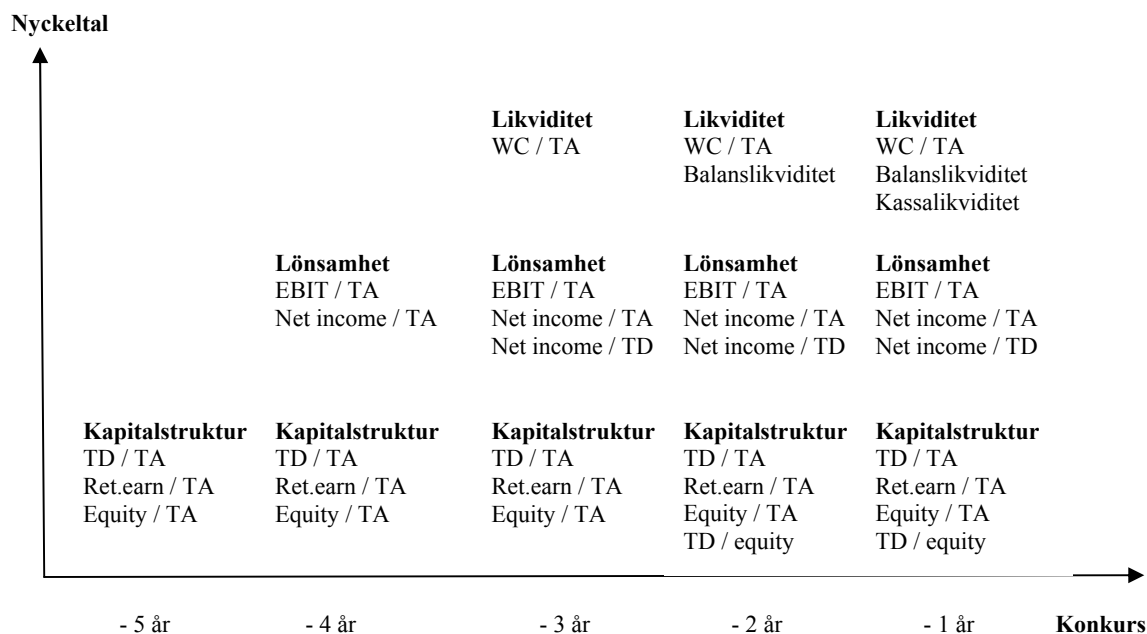 Nyckeltal
Likviditet Likviditet Likviditet
WC / TA WC / TA WC / TA
Balanslikviditet Balanslikviditet
Kassalikviditet
Lönsamhet Lönsamhet Lönsamhet Lönsamhet
EBIT / TA EBIT / TA EBIT / TA EBIT / TA
Net income / TA Net income / TA Net income / TA Net income / TA
Net income / TD Net income / TD Net income / TD
Kapitalstruktur Kapitalstruktur Kapitalstruktur Kapitalstruktur Kapitalstruktur
TD / TA TD / TA TD / TA TD / TA TD / TA
Ret.earn / TA Ret.earn / TA Ret.earn / TA Ret.earn / TA Ret.earn / TA
Equity / TA Equity / TA Equity / TA Equity / TA Equity / TA
TD / equity TD / equity
- 5 år - 4 år - 3 år - 2 år - 1 år Konkurs